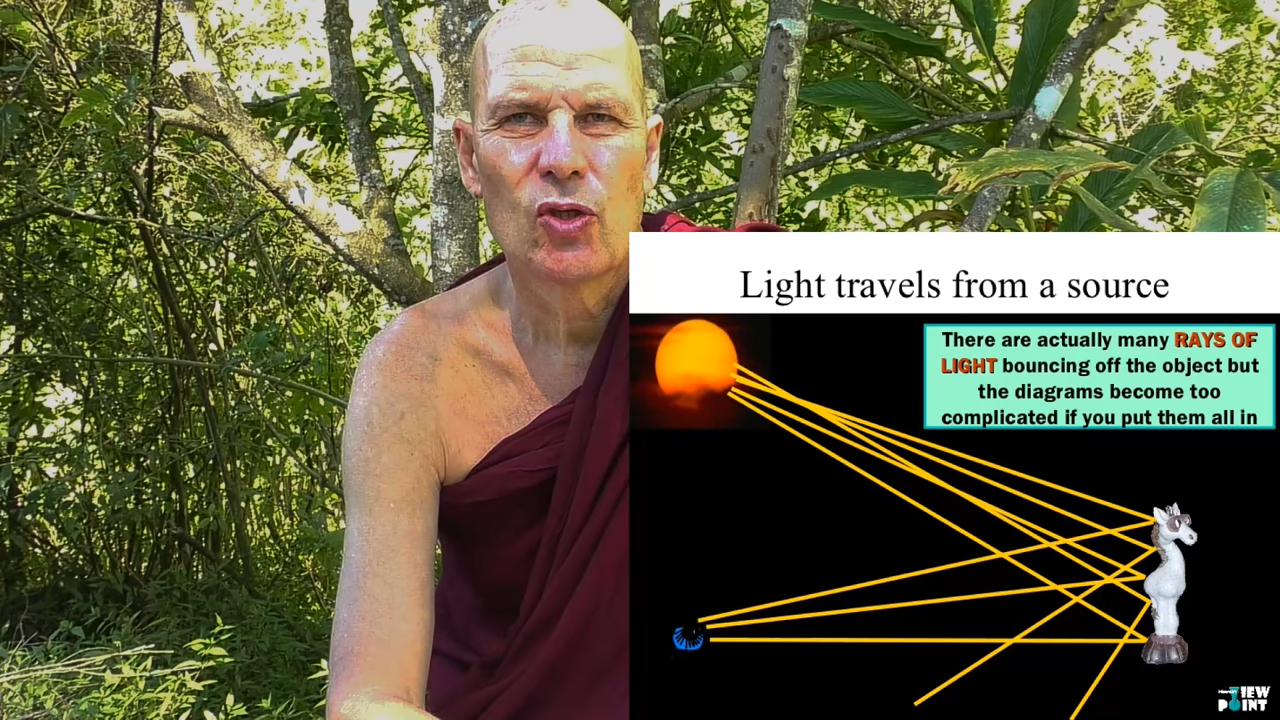 Light travels from a source
There are actually many RAYS OF
LIGHT bouncing off the object but
the diagrams become too
complicated if you put them all in
VIEW
POINT